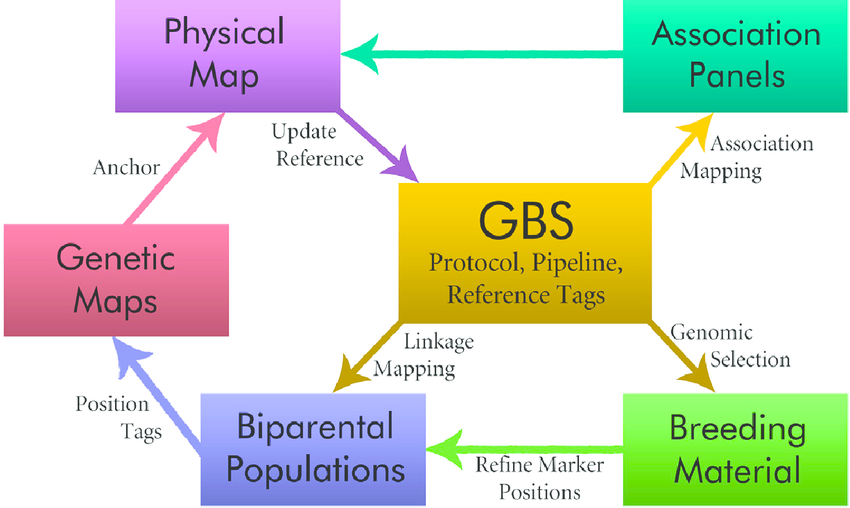 Physical
Map
Association
Panels
Update
Reference
Anchor
Association
Mapping
GBS
Protocol, Pipeline,
Reference Tags
Genetic
Maps
Linkage
Mapping
Genomic
Selection
Position
Tags
Biparental
Populations
Refine Marker
Positions
Breeding
Material